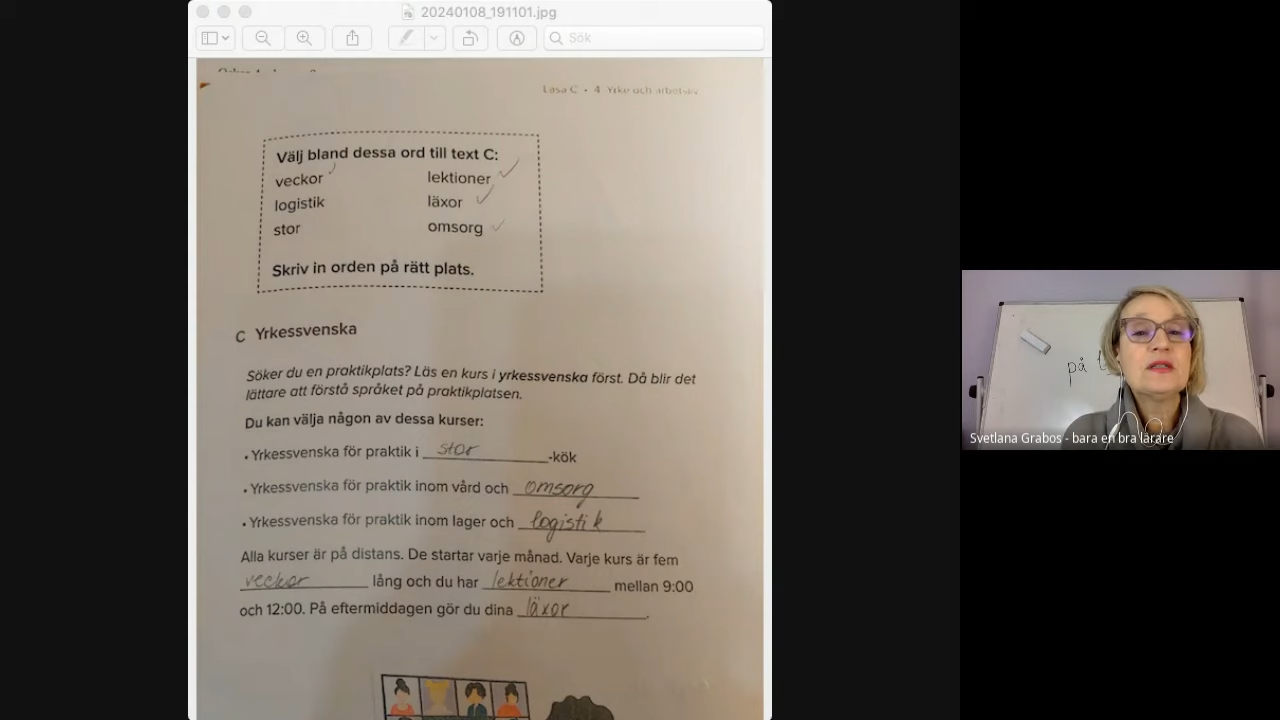 20240108_191101.jpg
Sök
Läsa C • 4 Yrke och arbetsliv
Välj bland dessa ord till text C:
veckor lektioner
logistik läxor
stor omsorg
Skriv in orden på rätt plats.
C Yrkessvenska
Söker du en praktikplats? Läs en kurs i yrkessvenska först. Då blir det
lättare att förstå språket på praktikplatsen.
Du kan välja någon av dessa kurser:
• Yrkessvenska för praktik i stor -kök
• Yrkessvenska för praktik inom vård och omsorg
• Yrkessvenska för praktik inom lager och logistik
Alla kurser är på distans. De startar varje månad. Varje kurs är fem
veckor lång och du har lektioner mellan 9:00
och 12:00. På eftermiddagen gör du dina läxor.
på
Svetlana Grabos - bara en bra lärare